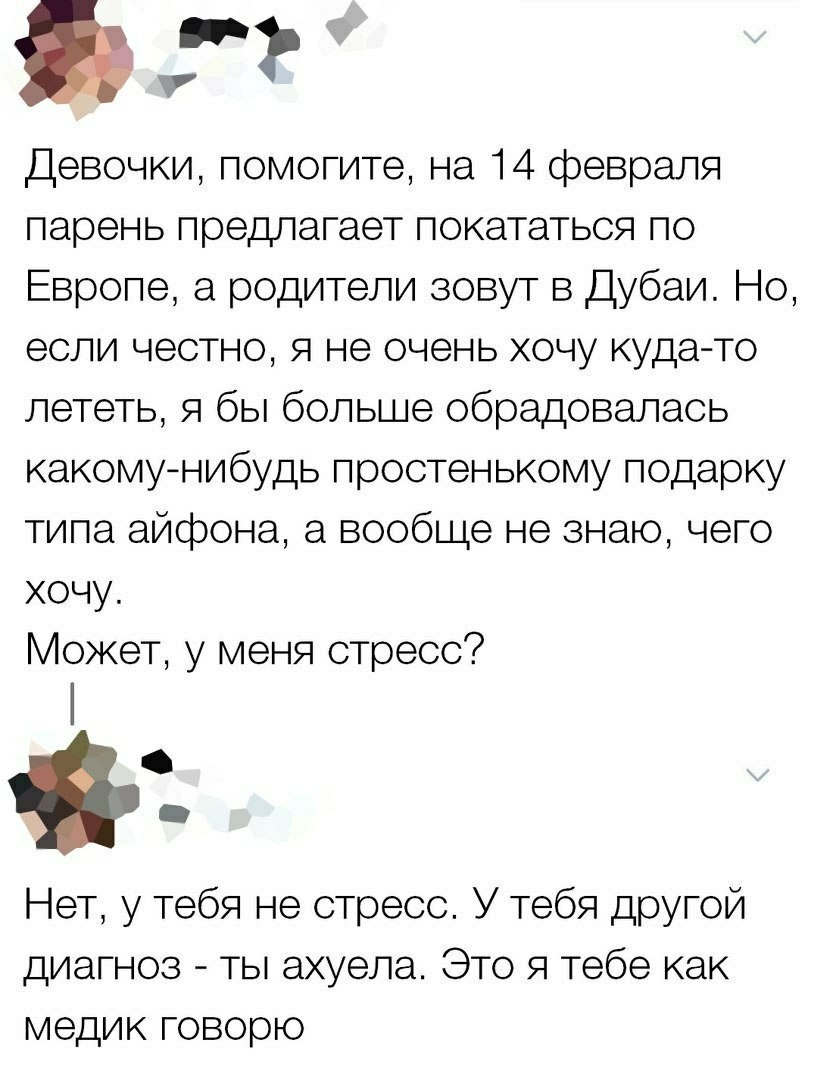 Девочки, помогите, на 14 февраля
парень предлагает покататься по
Европе, а родители зовут в Дубаи. Но,
если честно, я не очень хочу куда-то
лететь, я бы больше обрадовалась
какому-нибудь простенькому подарку
типа айфона, а вообще не знаю, чего
хочу.
Может, у меня стресс?
Нет, у тебя не стресс. У тебя другой
диагноз - ты ахуела. Это я тебе как
медик говорю